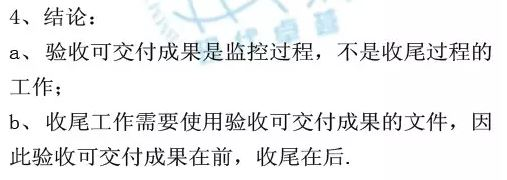 4、结论：
a、验收可交付成果是监控过程，不是收尾过程的
工作；
b、收尾工作需要使用验收可交付成果的文件，因
此验收可交付成果在前，收尾在后.